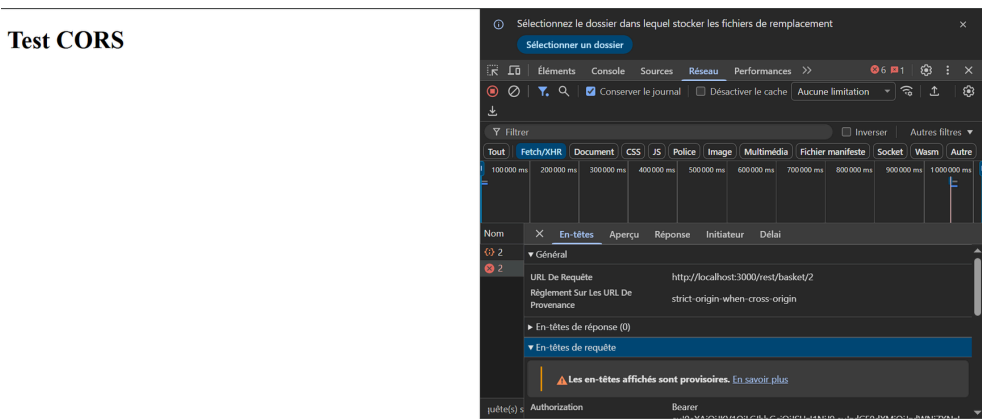 Test CORS
Sélectionnez le dossier dans lequel stocker les fichiers de remplacement
Sélectionner un dossier
Éléments Console Sources Réseau Performances 6 1
Conserver le journal Désactiver le cache Aucune limitation
Filtrer Inverser Autres filtres
Tout Fetch/XHR Document CSS JS Police Image Multimédia Fichier manifeste Socket Wasm Autre
100 000 ms 200 000 ms 300 000 ms 400 000 ms 500 000 ms 600 000 ms 700 000 ms 800 000 ms 900 000 ms 1 000 000 ms
Nom En-têtes Aperçu Réponse Initiateur Délai
2 Général
2
URL De Requête http://localhost:3000/rest/basket/2
Règlement Sur Les URL De
Provenance strict-origin-when-cross-origin
En-têtes de réponse (0)
En-têtes de requête
Les en-têtes affichés sont provisoires. En savoir plus
quête(s) s Authorization Bearer